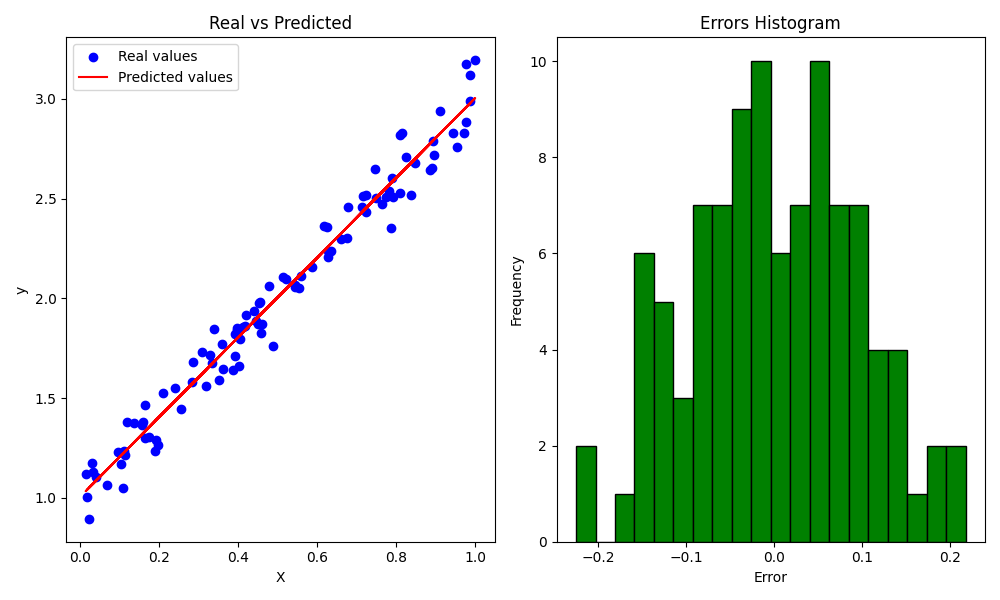 Real vs Predicted
Real values
Predicted values
3.0
2.5
2.0
1.5
1.0
y
0.0 0.2 0.4 0.6 0.8 1.0
X
Errors Histogram
10
8
6
4
2
0
Frequency
−0.2 −0.1 0.0 0.1 0.2
Error